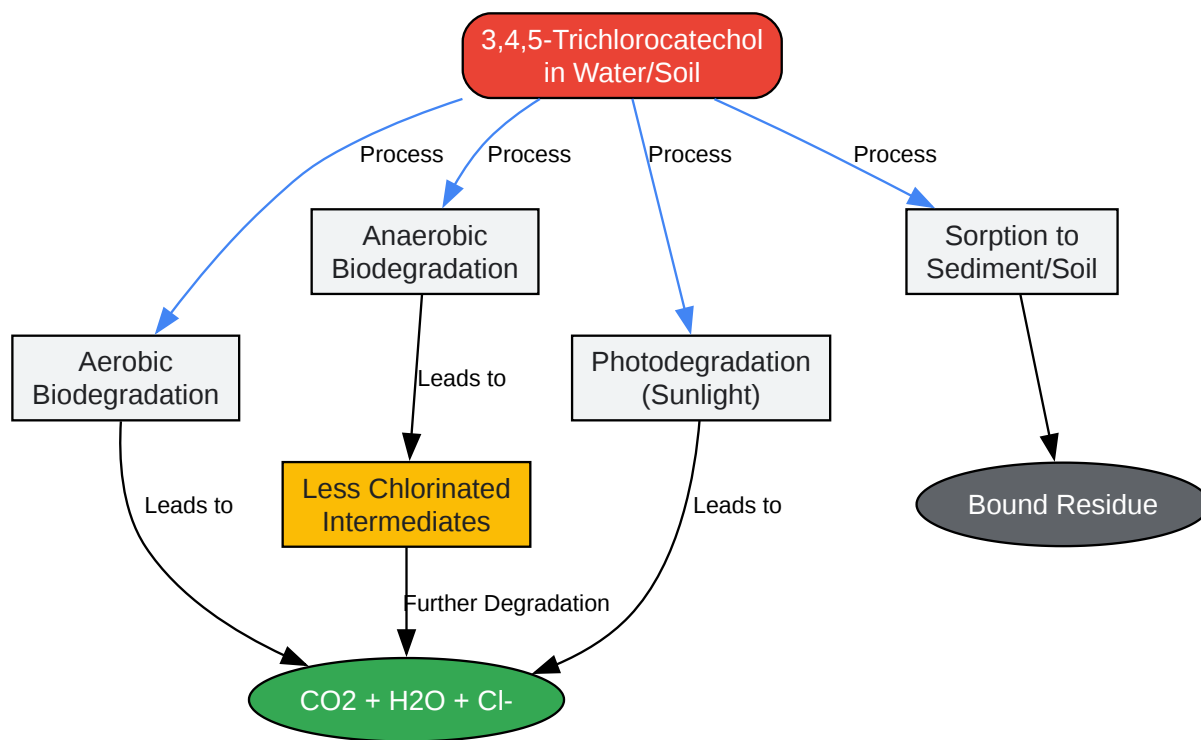 3,4,5-Trichlorocatechol
in Water/Soil
Process
Process
Process
Process
Anaerobic
Biodegradation
Sorption to
Sediment/Soil
Aerobic
Biodegradation
Leads to
Photodegradation
(Sunlight)
Leads to
Less Chlorinated
Intermediates
Leads to
Bound Residue
Further Degradation
CO2 + H2O + Cl-